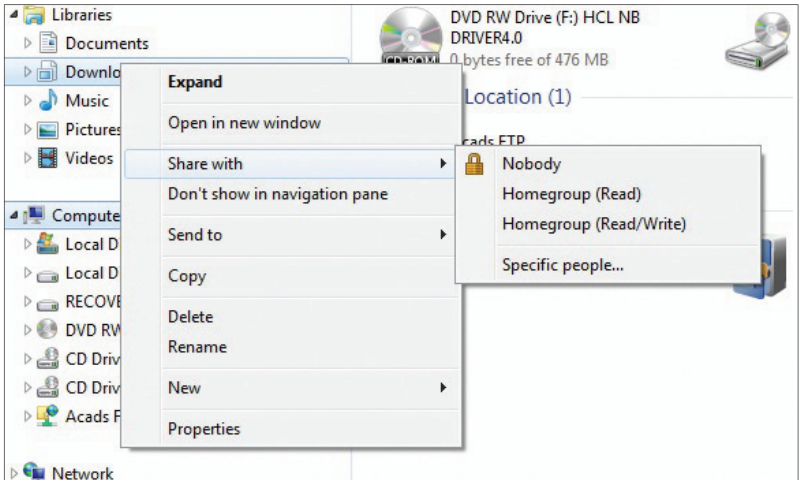 Libraries
Documents
Downlo
Music
Pictures
Videos
Compute
Local D
Local D
RECOVE
DVD RW
CD Driv
CD Driv
Acads F
Network
Expand
Open in new window
Share with
Don't show in navigation pane
Send to
Copy
Delete
Rename
New
Properties
Nobody
Homegroup (Read)
Homegroup (Read/Write)
Specific people...
DVD RW Drive (F:) HCL NB
DRIVER4.0
0 bytes free of 476 MB
CD-ROM
Location (1)
cads FTP